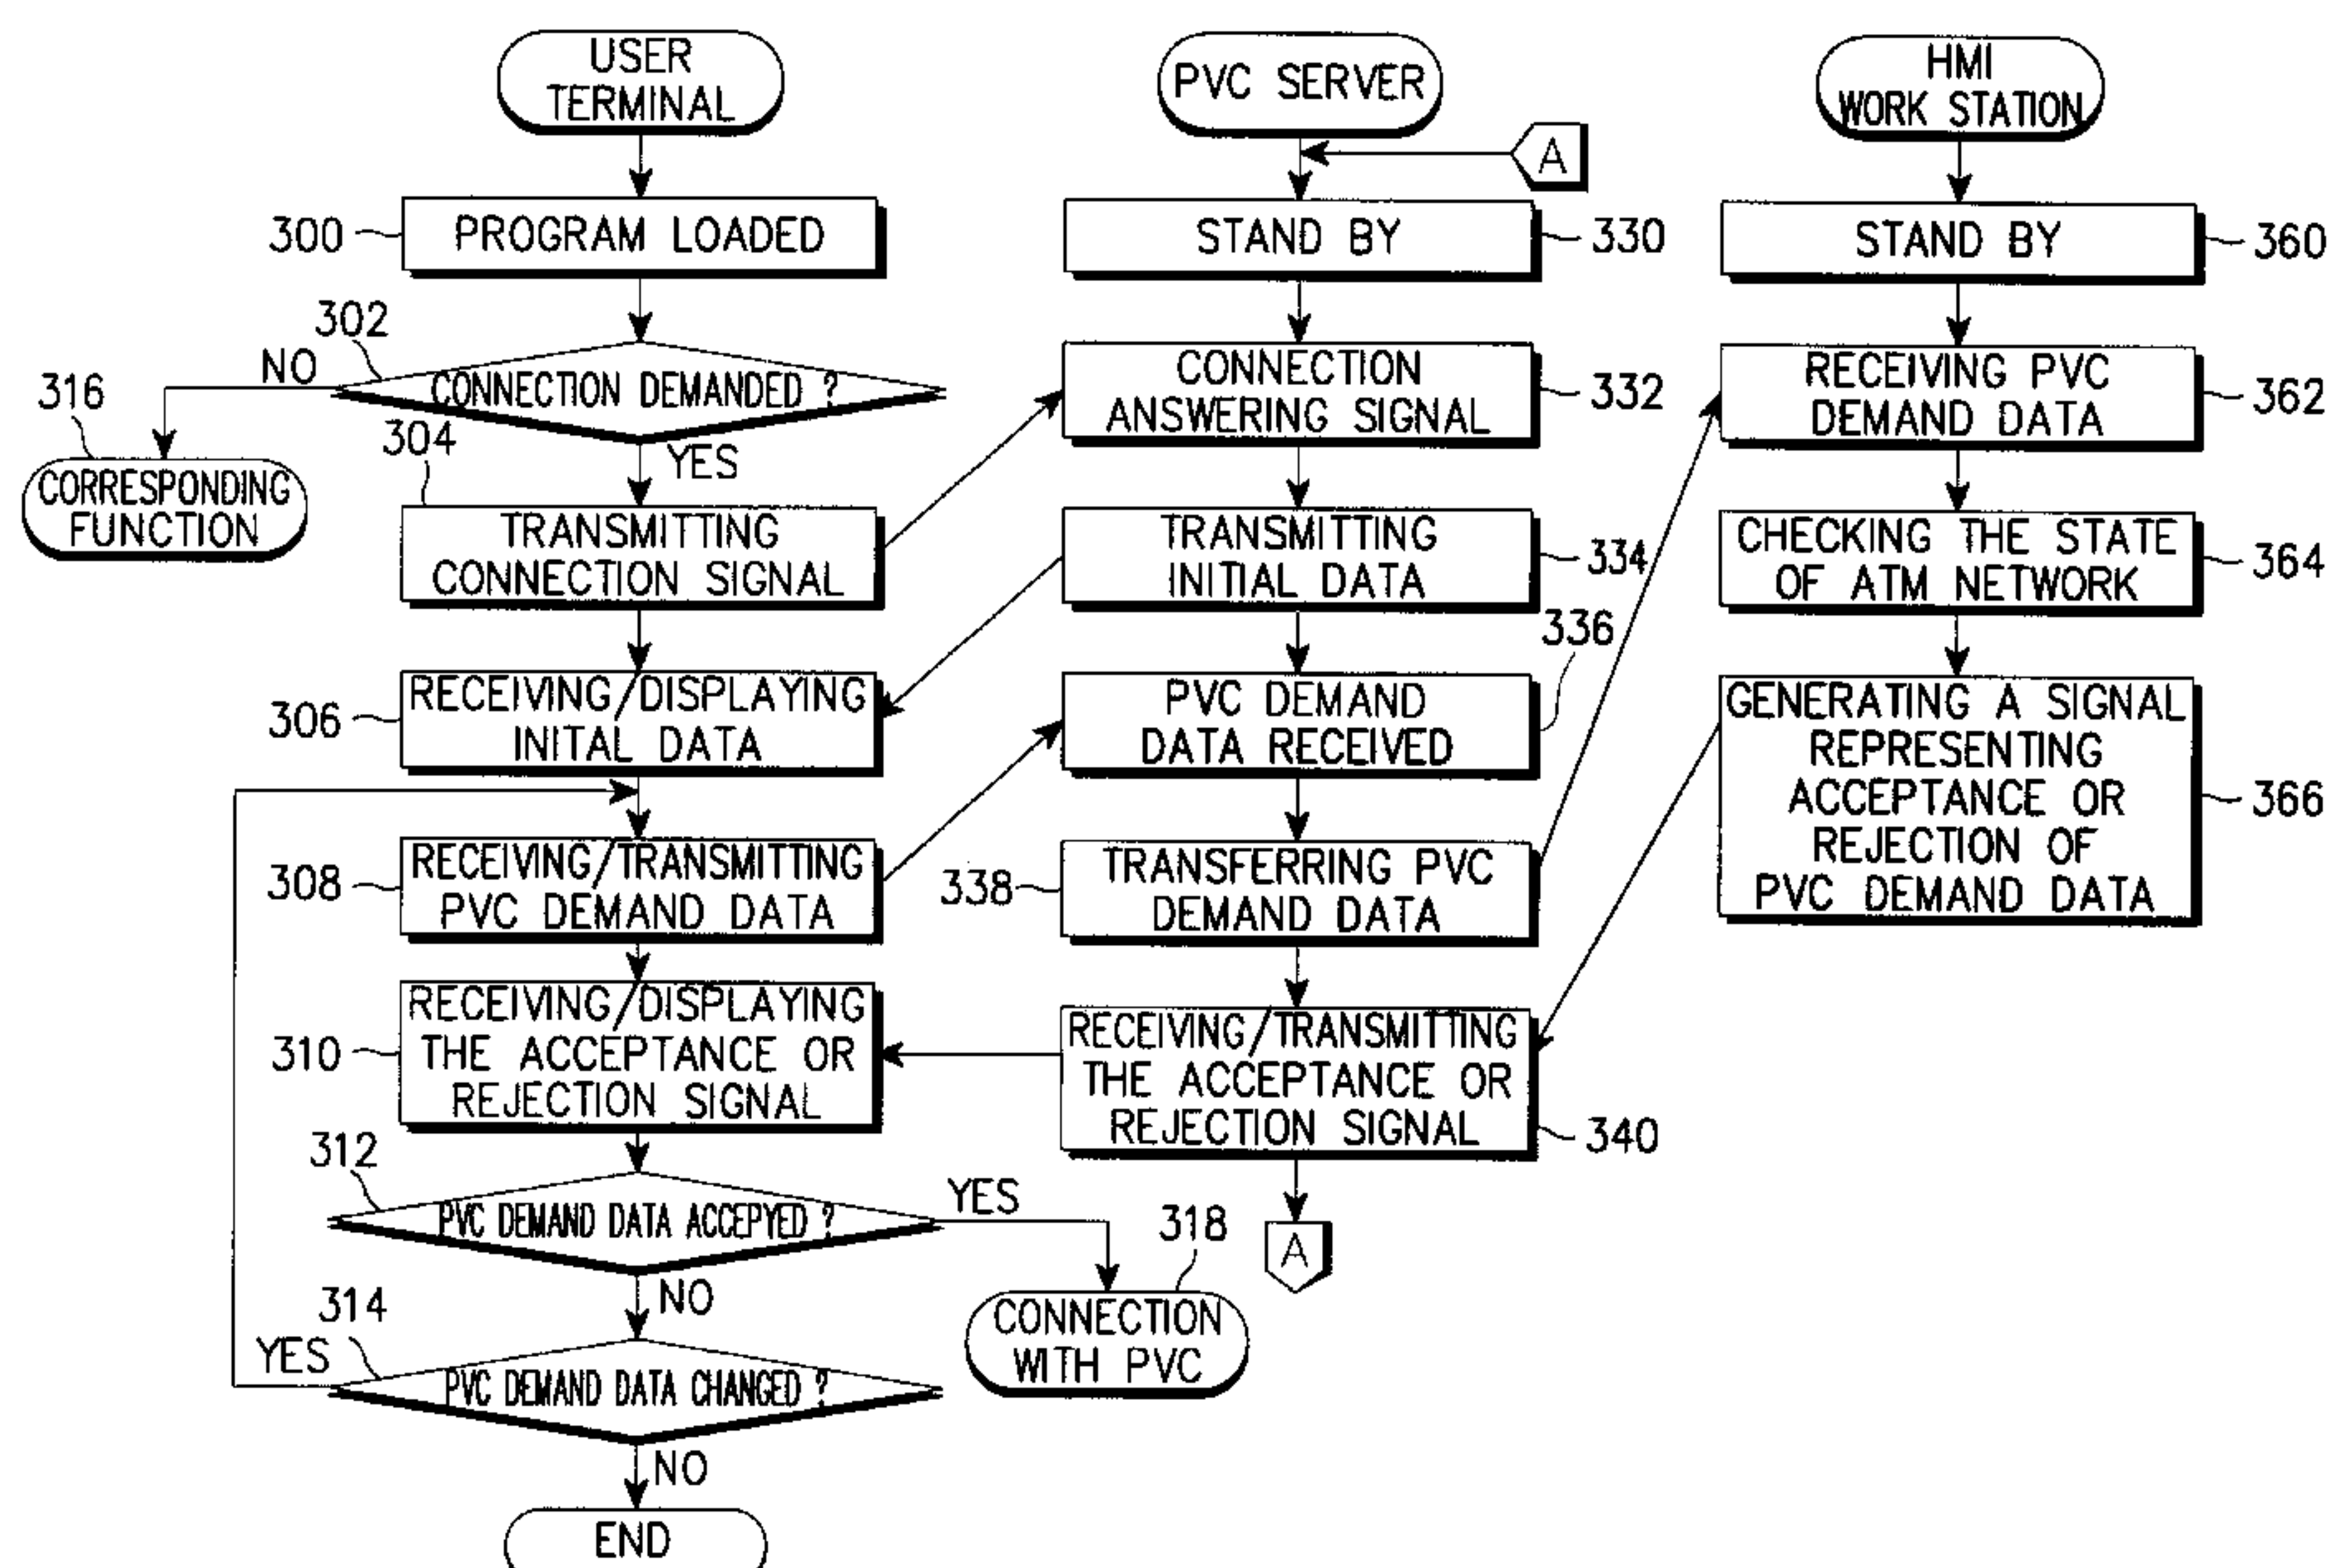 USER
TERMINAL
300
PROGRAM LOADED
302
CONNECTION DEMANDED ?
NO
316
CORRESPONDING
FUNCTION
YES
304
TRANSMITTING
CONNECTION SIGNAL
306
RECEIVING/DISPLAYING
INITAL DATA
308
RECEIVING/TRANSMITTING
PVC DEMAND DATA
310
RECEIVING/DISPLAYING
THE ACCEPTANCE OR
REJECTION SIGNAL
312
PVC DEMAND DATA ACCEPYED ?
YES
318
CONNECTION
WITH PVC
NO
314
PVC DEMAND DATA CHANGED ?
YES
NO
END
PVC SERVER
A
STAND BY
330
CONNECTION
ANSWERING SIGNAL
332
TRANSMITTING
INITIAL DATA
334
336
PVC DEMAND
DATA RECEIVED
338
TRANSFERRING PVC
DEMAND DATA
RECEIVING/TRANSMITTING
THE ACCEPTANCE OR
REJECTION SIGNAL
340
A
HMI
WORK STATION
STAND BY
360
RECEIVING PVC
DEMAND DATA
362
CHECKING THE STATE
OF ATM NETWORK
364
GENERATING A SIGNAL
REPRESENTING
ACCEPTANCE OR
REJECTION OF
PVC DEMAND DATA
366